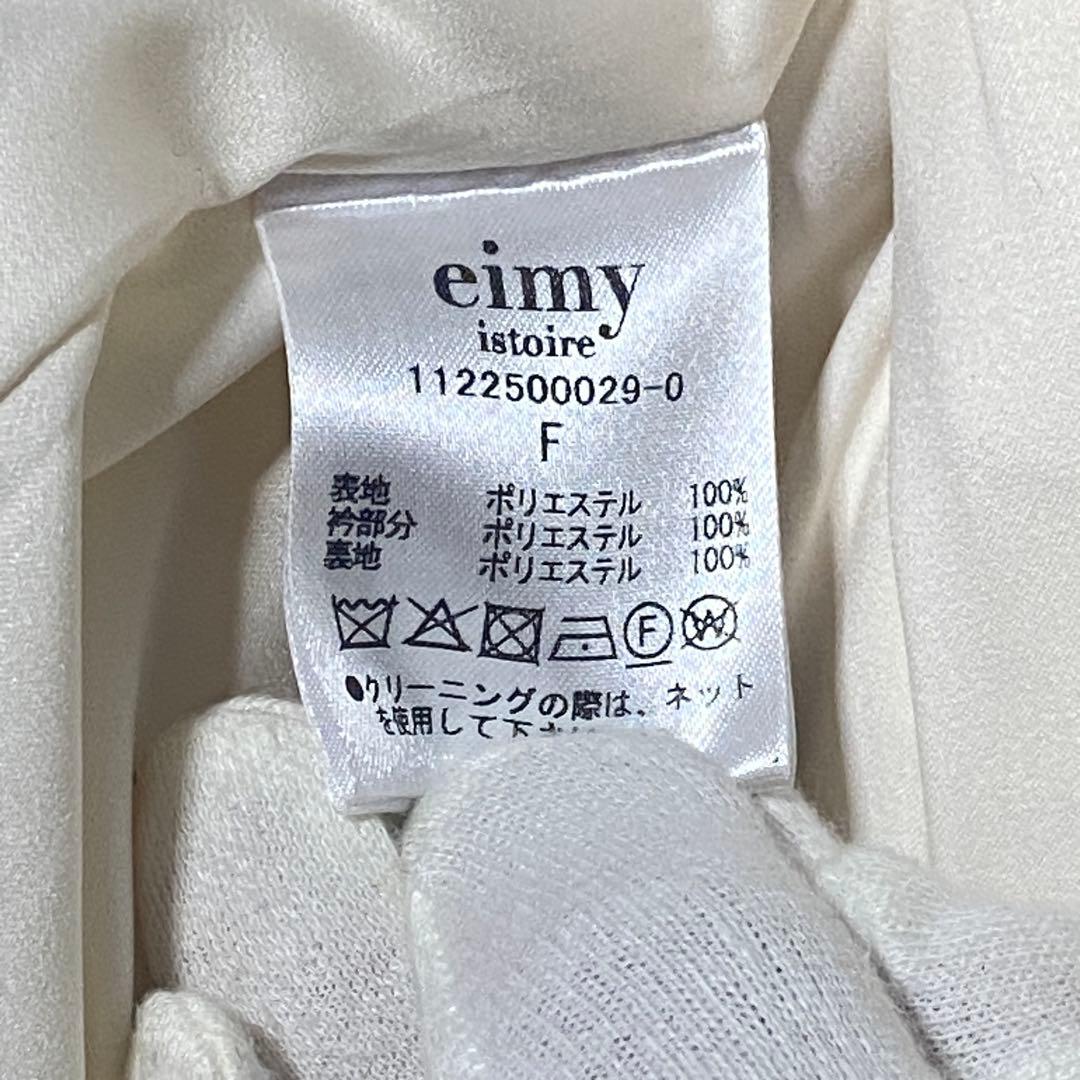 eimy
istoire
1122500029-0
F
表地 ポリエステル 100%
衿部分 ポリエステル 100%
裏地 ポリエステル 100%
F W
●クリーニングの際は、ネット
を使用して下さい